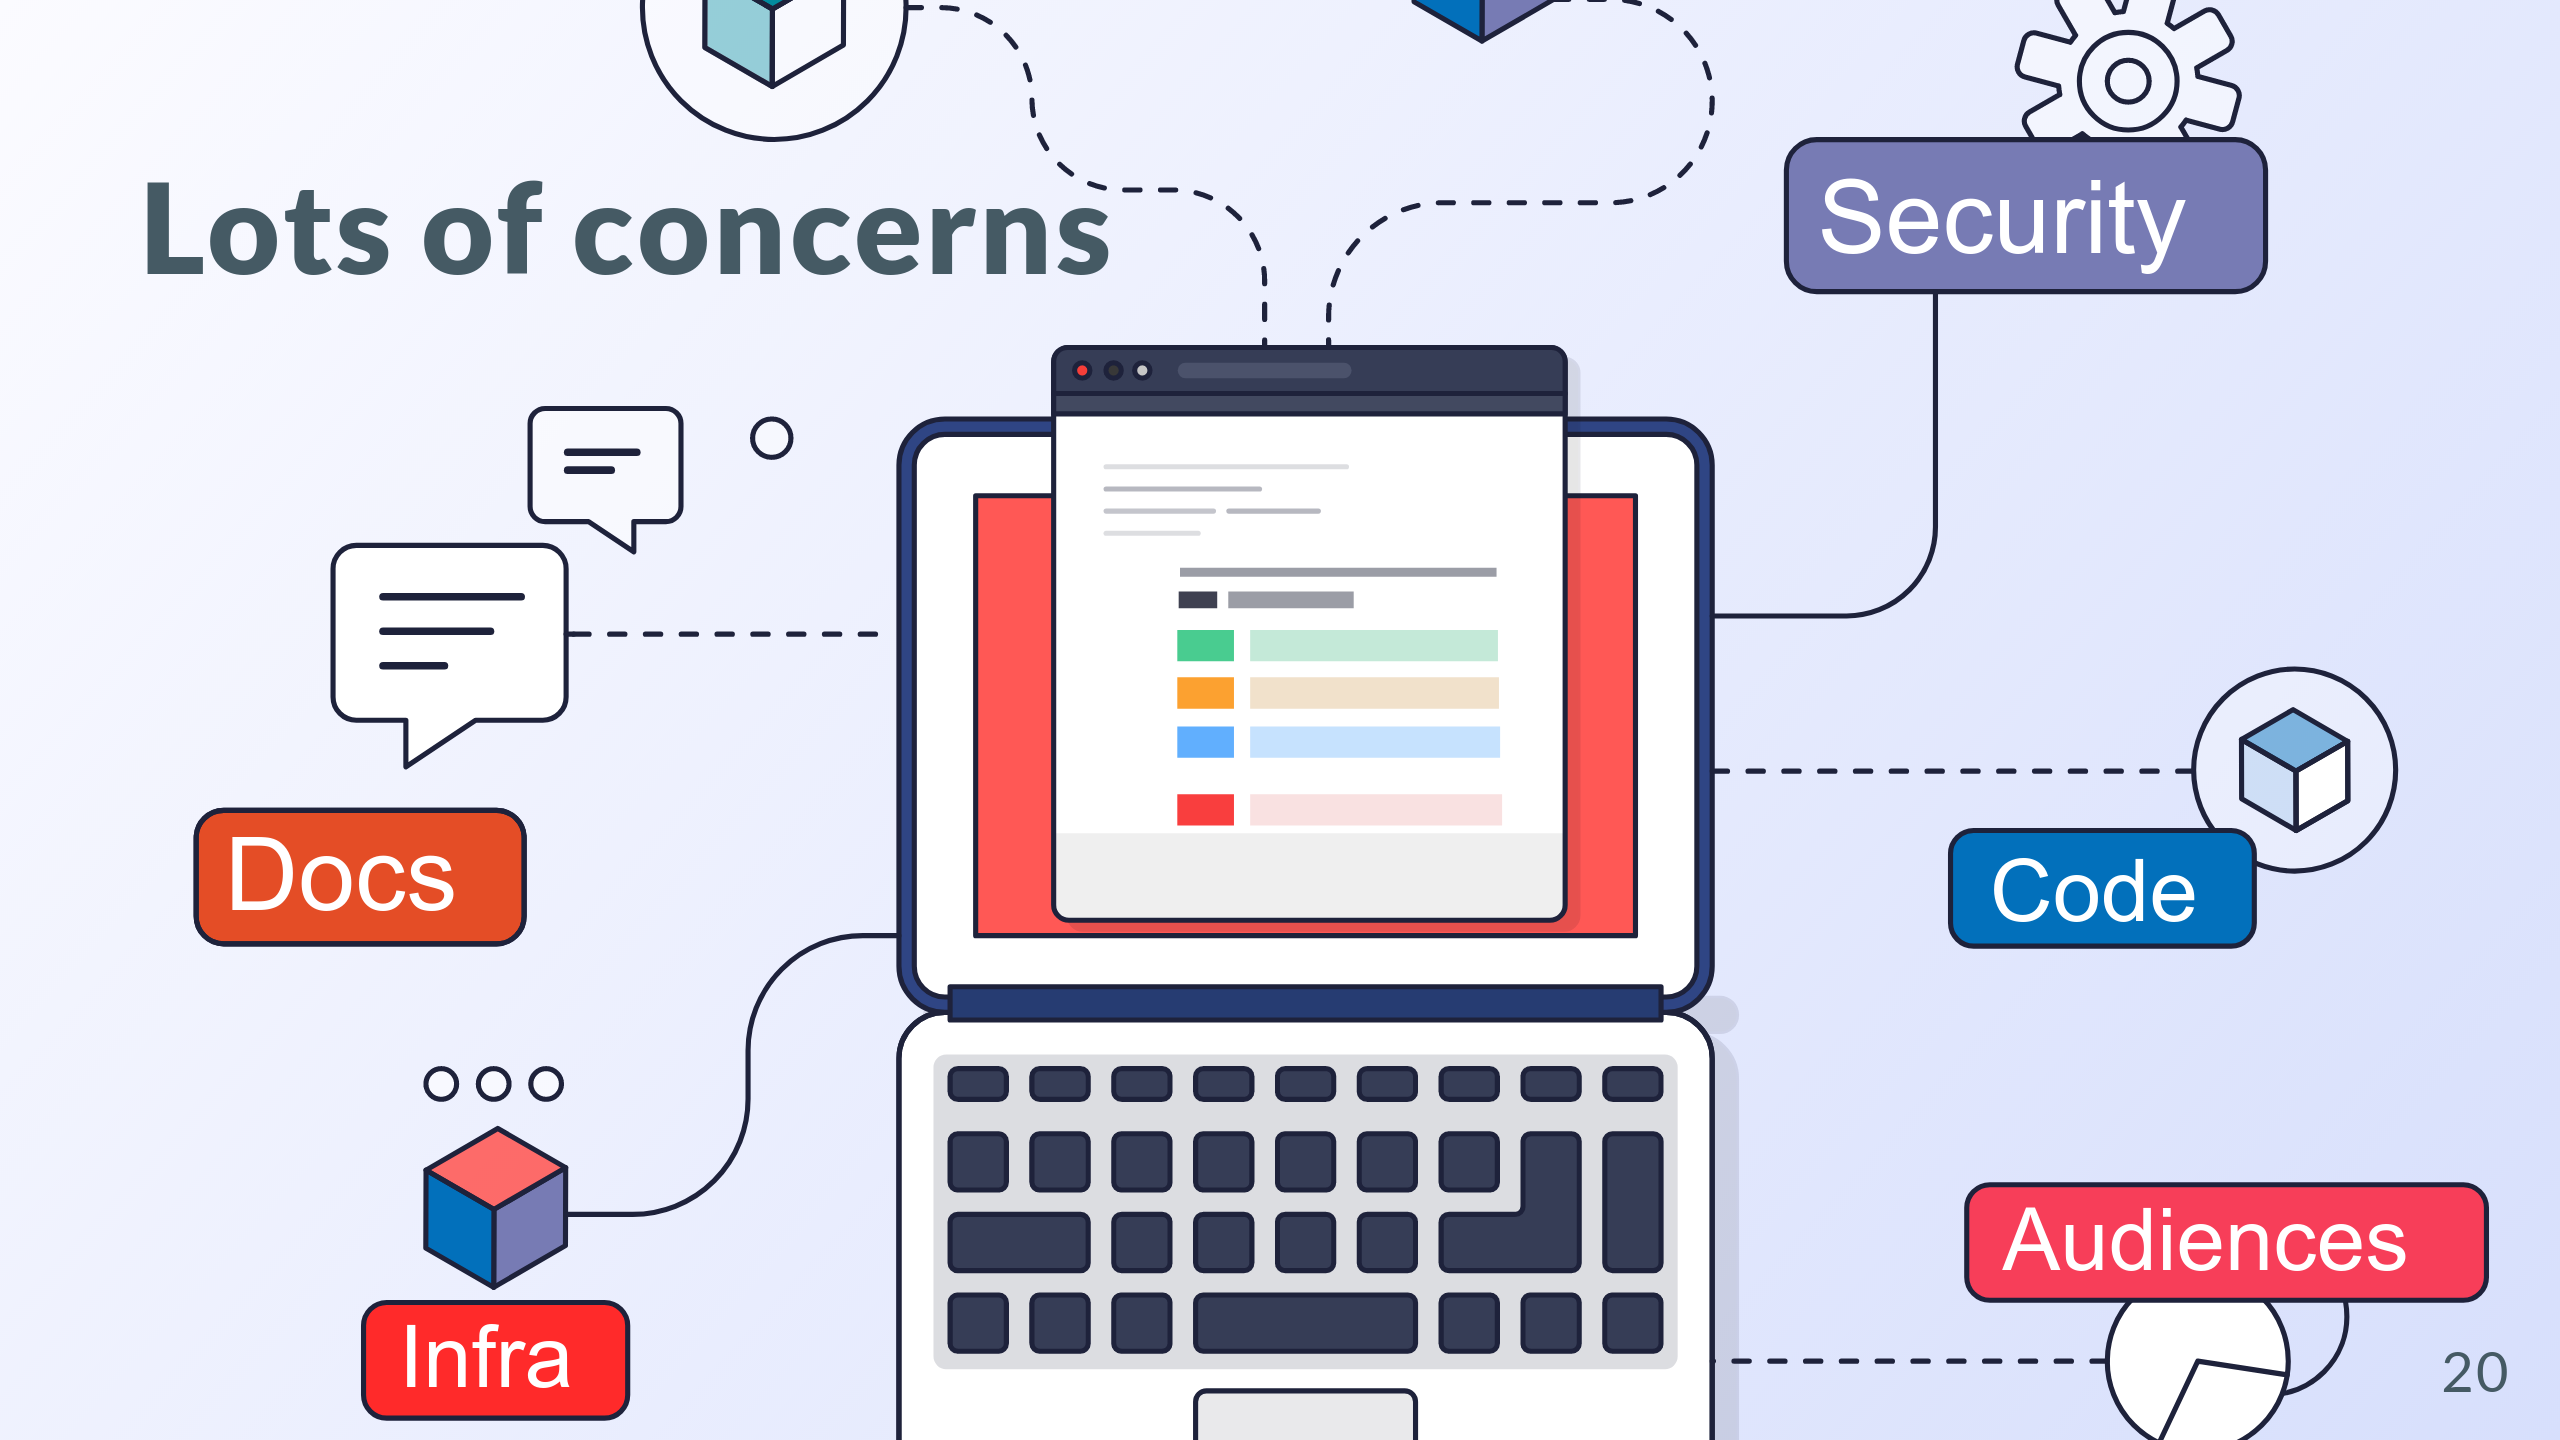 Lots of concerns
Security
Docs
Code
Infra
Audiences
20